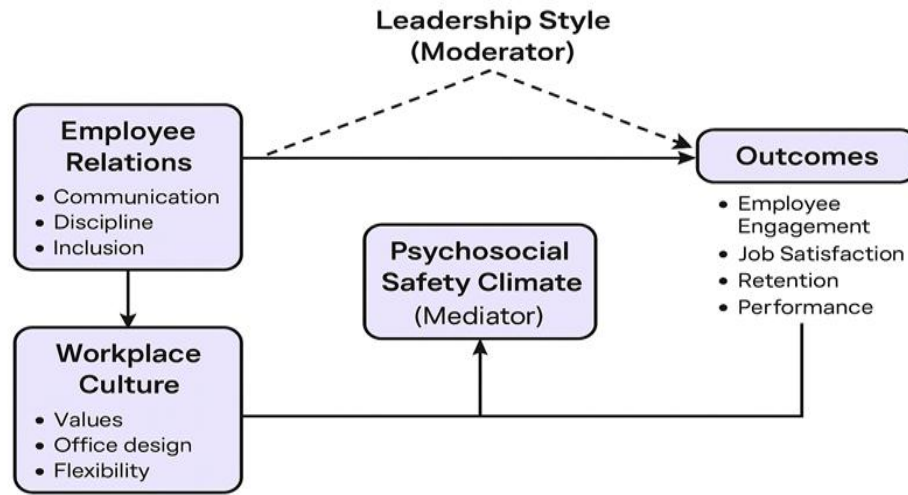 Leadership Style
(Moderator)
Employee
Relations
• Communication
• Discipline
• Inclusion
Outcomes
• Employee
Engagement
• Job Satisfaction
• Retention
• Performance
Psychosocial
Safety Climate
(Mediator)
Workplace
Culture
• Values
• Office design
• Flexibility